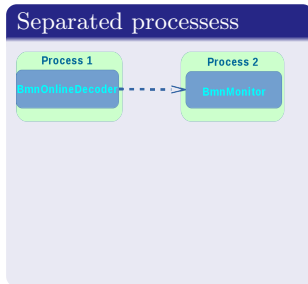 Separated processess
Process 1
BmnOnlineDecoder
Process 2
BmnMonitor